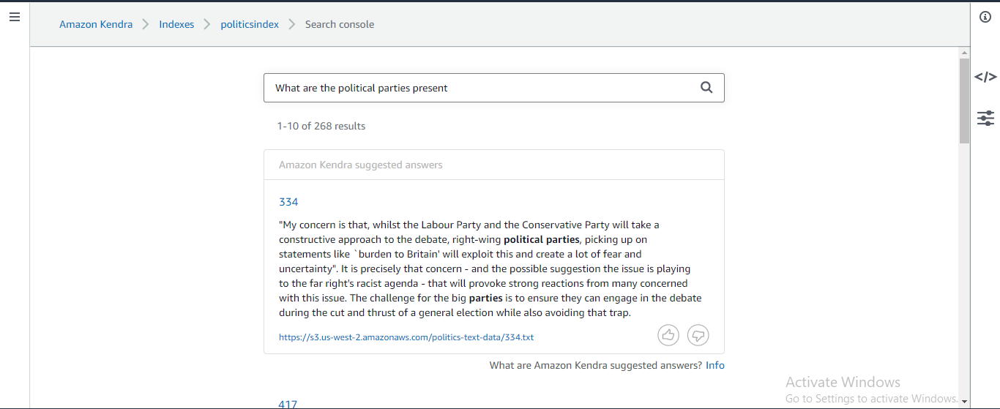 Amazon Kendra > Indexes > politicsindex > Search console
What are the political parties present
1-10 of 268 results
Amazon Kendra suggested answers
334
"My concern is that, whilst the Labour Party and the Conservative Party will take a
constructive approach to the debate, right-wing political parties, picking up on
statements like `burden to Britain' will exploit this and create a lot of fear and
uncertainty". It is precisely that concern - and the possible suggestion the issue is playing
to the far right's racist agenda - that will provoke strong reactions from many concerned
with this issue. The challenge for the big parties is to ensure they can engage in the debate
during the cut and thrust of a general election while also avoiding that trap.
https://s3.us-west-2.amazonaws.com/politics-text-data/334.txt
What are Amazon Kendra suggested answers? Info
417
Activate Windows
Go to Settings to activate Windows.